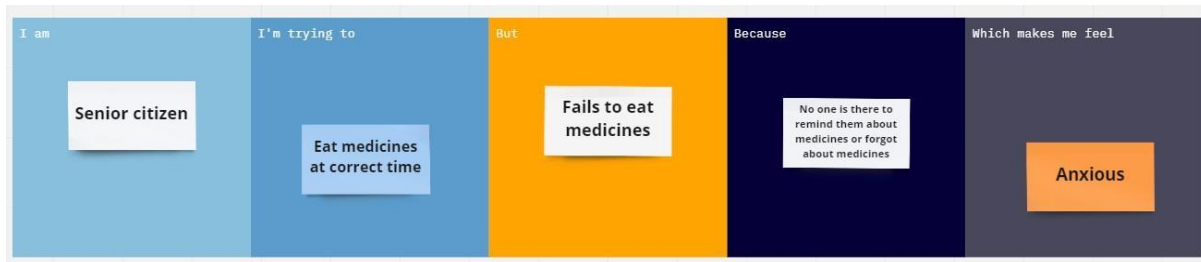 I am
Senior citizen
I'm trying to
Eat medicines
at correct time
But
Fails to eat
medicines
Because
No one is there to
remind them about
medicines or forgot
about medicines
Which makes me feel
Anxious